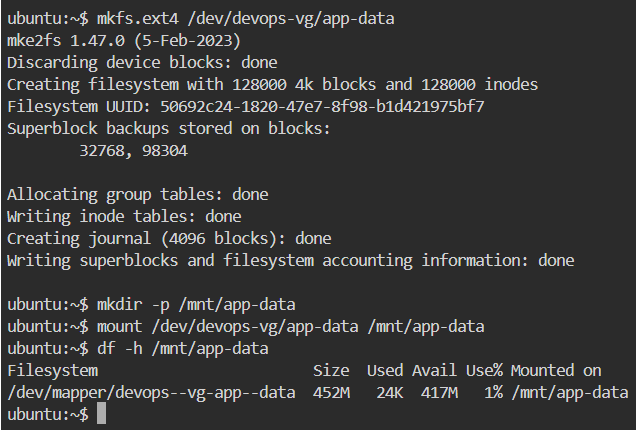 ubuntu:~$ mkfs.ext4 /dev/devops-vg/app-data
mke2fs 1.47.0 (5-Feb-2023)
Discarding device blocks: done
Creating filesystem with 128000 4k blocks and 128000 inodes
Filesystem UUID: 50692c24-1820-47e7-8f98-b1d421975bf7
Superblock backups stored on blocks:
        32768, 98304

Allocating group tables: done
Writing inode tables: done
Creating journal (4096 blocks): done
Writing superblocks and filesystem accounting information: done

ubuntu:~$ mkdir -p /mnt/app-data
ubuntu:~$ mount /dev/devops-vg/app-data /mnt/app-data
ubuntu:~$ df -h /mnt/app-data
Filesystem                        Size  Used Avail Use% Mounted on
/dev/mapper/devops--vg-app--data  452M   24K  417M   1% /mnt/app-data
ubuntu:~$